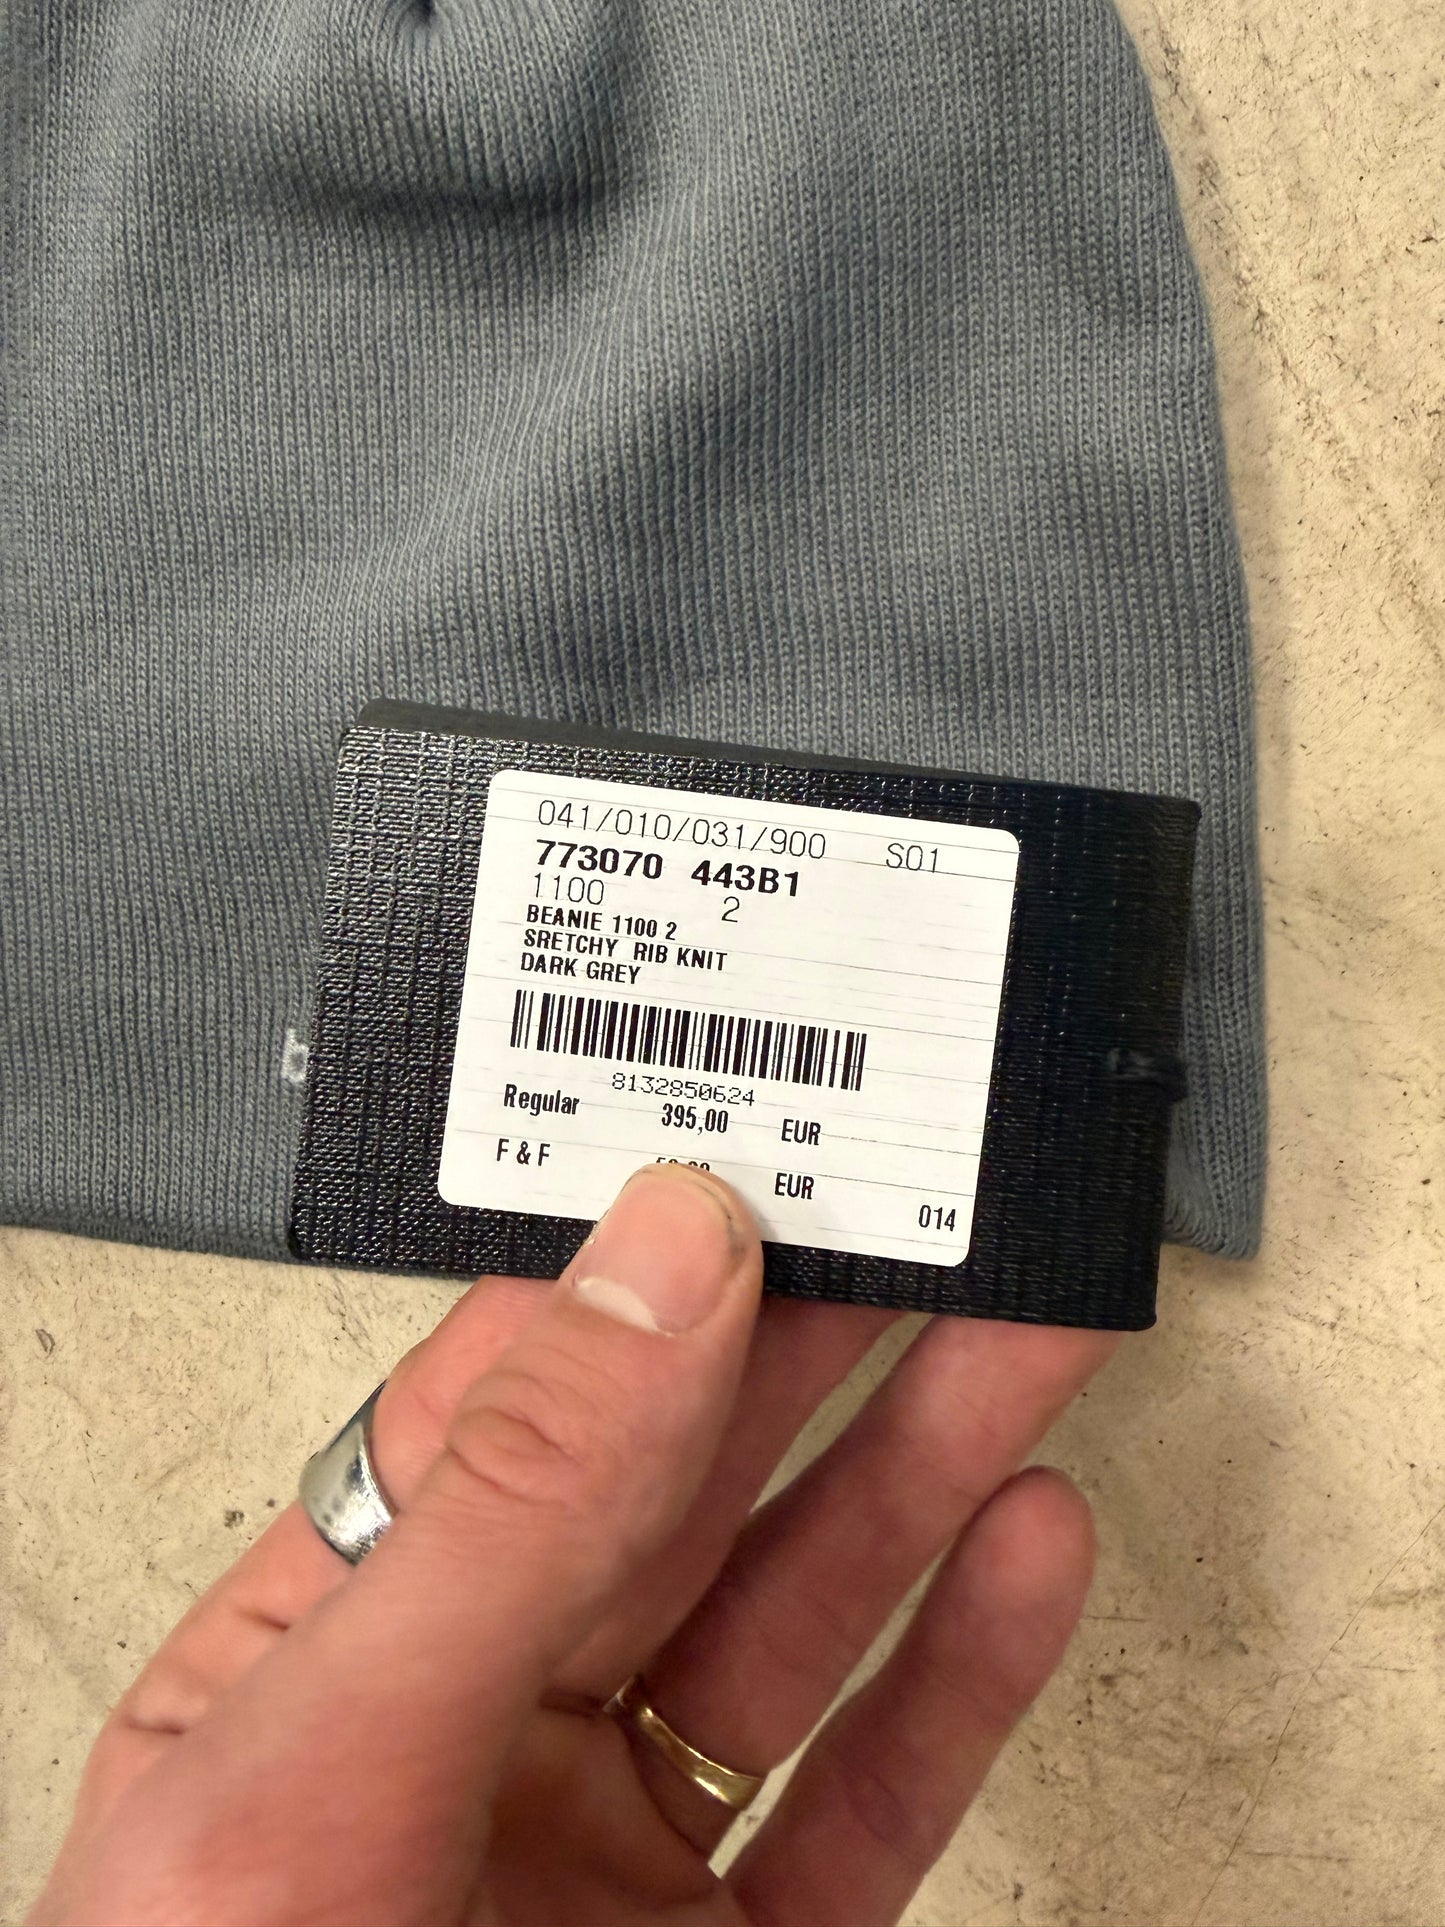 041/010/031/900 S01
773070 443B1
1100 2
BEANIE 1100 2
SRETCHY RIB KNIT
DARK GREY
8132850624
Regular 395,00 EUR
F & F EUR
014